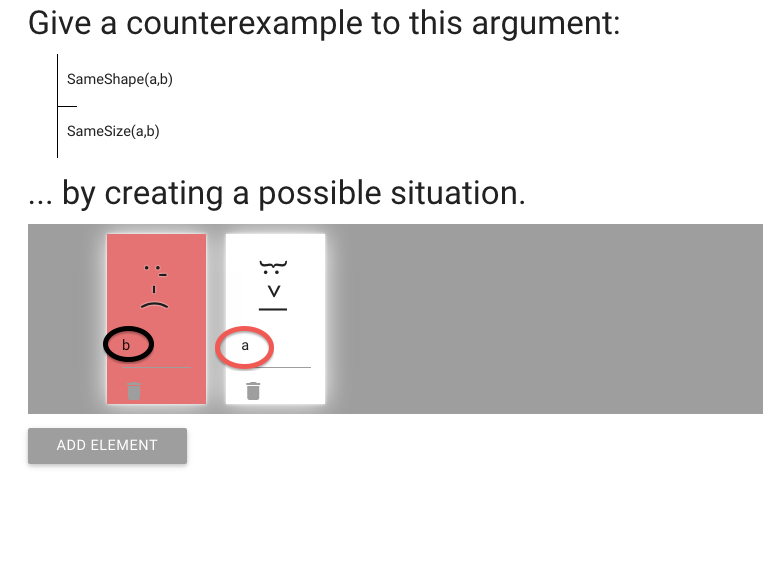 Give a counterexample to this argument:
SameShape(a,b)
SameSize(a,b)
... by creating a possible situation.
b
a
ADD ELEMENT